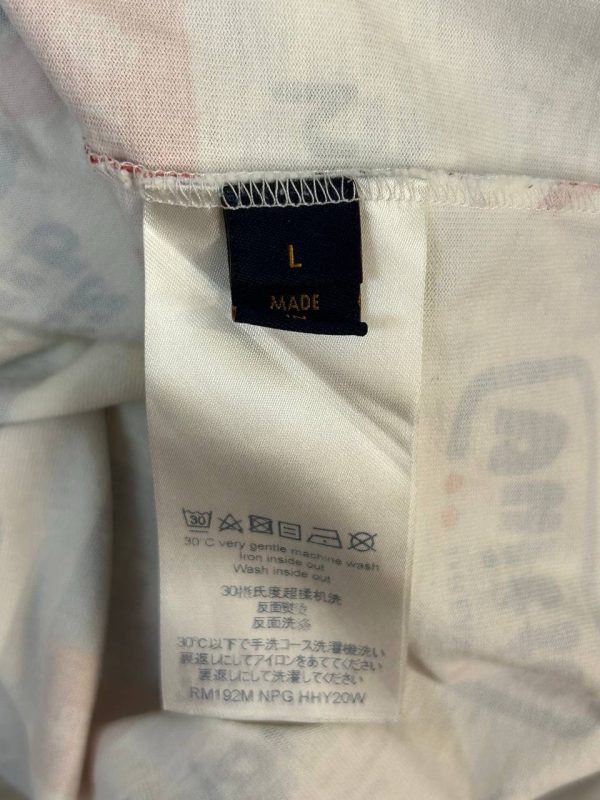 L
MADE
30
30°C very gentle machine wash
Iron inside out
Wash inside out
30摄氏度超柔机洗
反面熨烫
反面洗涤
30°C以下で手洗コース洗濯機洗い
裏返しにしてアイロンをあててください
裏返しにして洗濯してください
RM192M NPG HHY20W